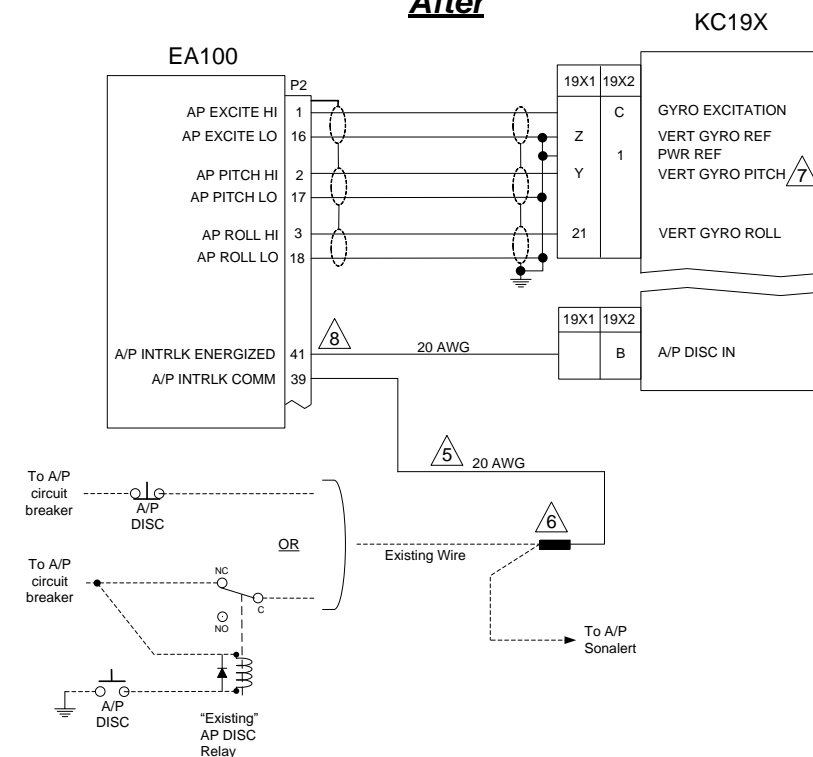 After
KC19X
EA100
P2
19X1 19X2
AP EXCITE HI 1 C GYRO EXCITATION
AP EXCITE LO 16 Z VERT GYRO REF
1 PWR REF
AP PITCH HI 2 Y VERT GYRO PITCH 7
AP PITCH LO 17
AP ROLL HI 3 21 VERT GYRO ROLL
AP ROLL LO 18
19X1 19X2
8
A/P INTRLK ENERGIZED 41 20 AWG B A/P DISC IN
A/P INTRLK COMM 39
5 20 AWG
To A/P
circuit
breaker
A/P
DISC
OR
6
Existing Wire
To A/P
circuit
breaker
NC
C
NO
To A/P
Sonalert
A/P
DISC
"Existing"
AP DISC
Relay